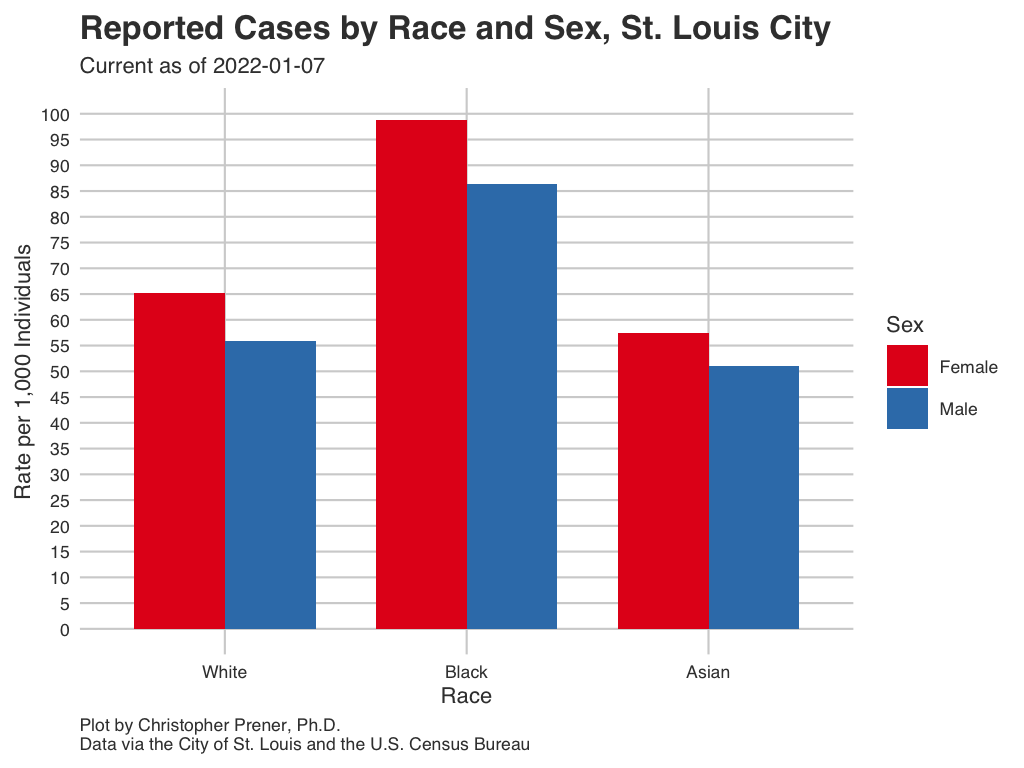 Reported Cases by Race and Sex, St. Louis City
Current as of 2022-01-07
Rate per 1,000 Individuals
100
95
90
85
80
75
70
65
60
55
50
45
40
35
30
25
20
15
10
5
0
White
Black
Asian
Race
Sex
Female
Male
Plot by Christopher Prener, Ph.D.
Data via the City of St. Louis and the U.S. Census Bureau